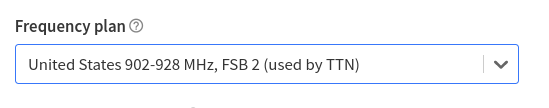 Frequency plan
United States 902-928 MHz, FSB 2 (used by TTN)